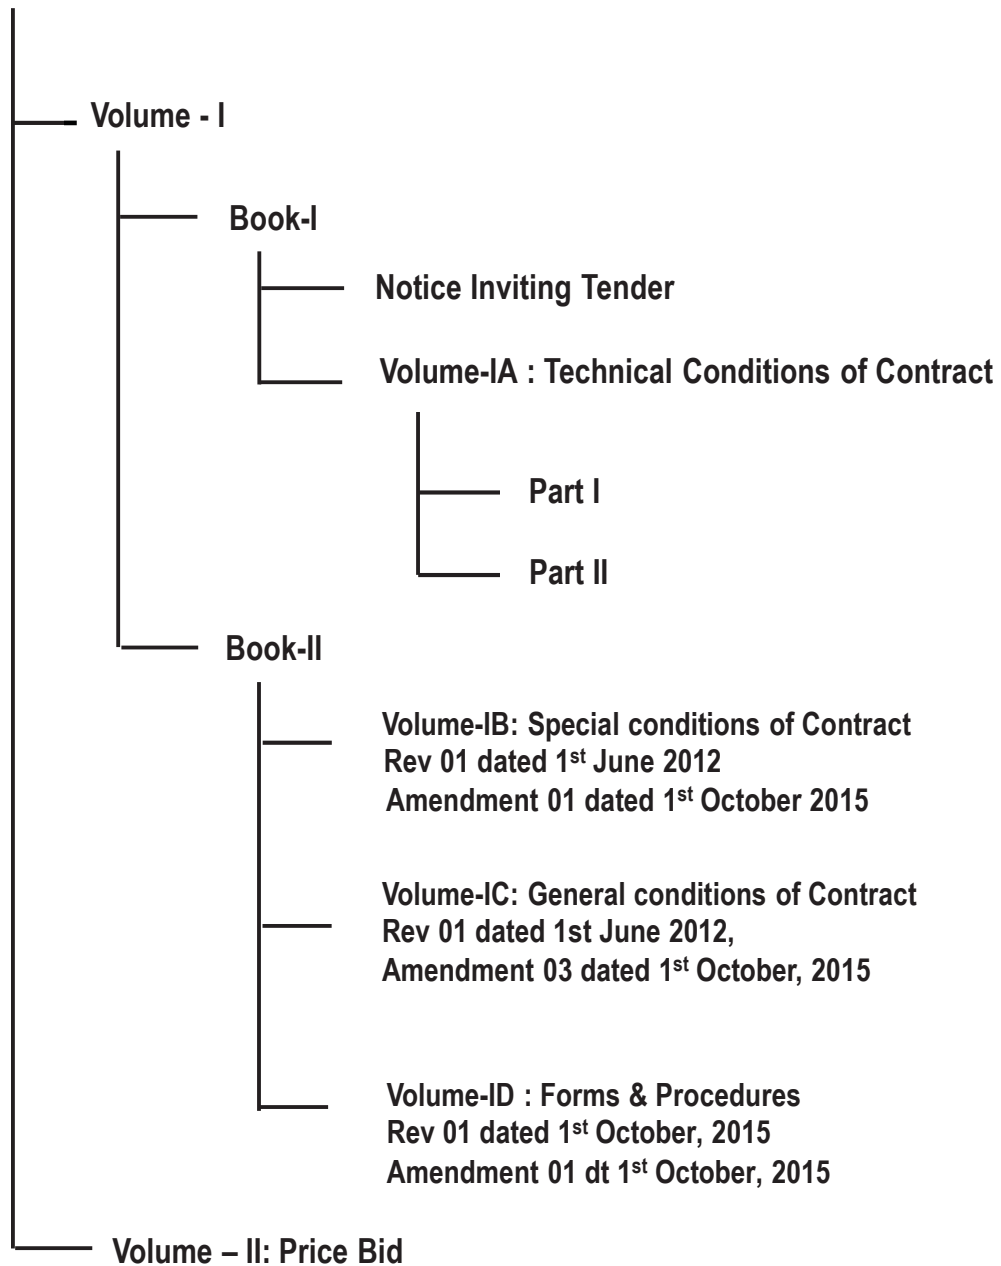 Volume - I
Book-I
Notice Inviting Tender
Volume-IA : Technical Conditions of Contract
Part I
Part II
Book-II
Volume-IB: Special conditions of Contract
Rev 01 dated 1st June 2012
Amendment 01 dated 1st October 2015
Volume-IC: General conditions of Contract
Rev 01 dated 1st June 2012,
Amendment 03 dated 1st October, 2015
Volume-ID : Forms & Procedures
Rev 01 dated 1st October, 2015
Amendment 01 dt 1st October, 2015
Volume – II: Price Bid